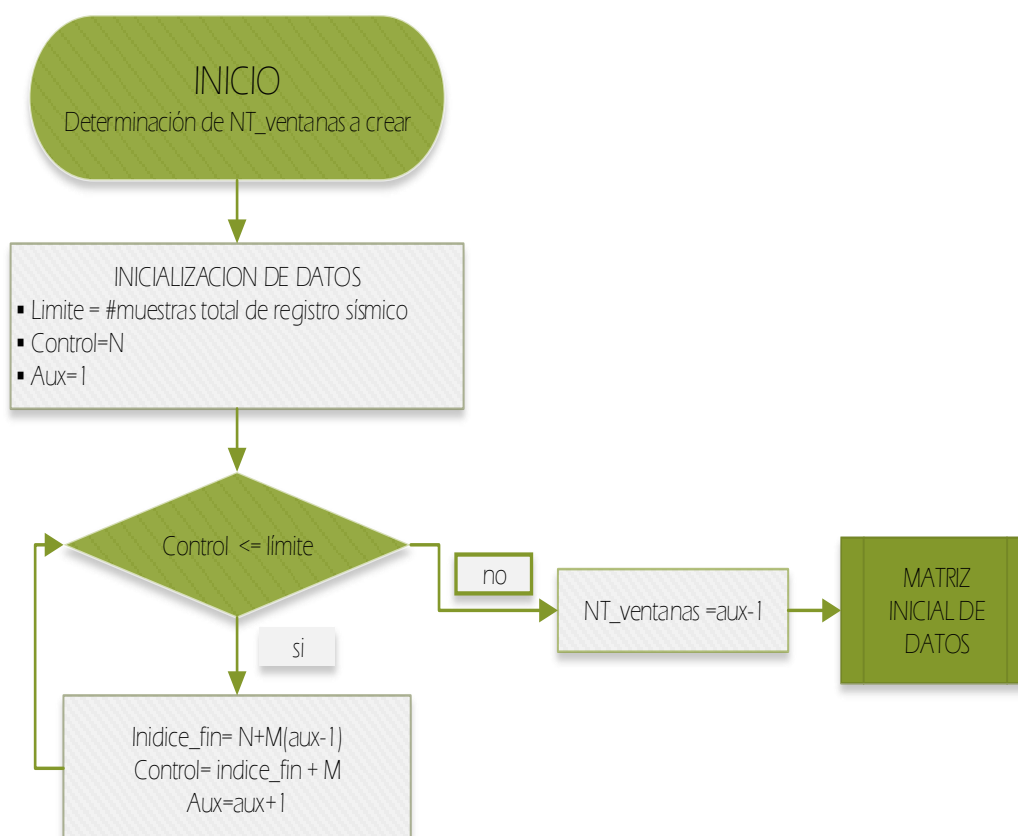 INICIO
Determinación de NT_ventanas a crear
INICIALIZACION DE DATOS
▪ Limite = #muestras total de registro sísmico
▪ Control=N
▪ Aux=1
Control <= límite
no
si
NT_ventanas =aux-1
MATRIZ
INICIAL DE
DATOS
Inidice_fin= N+M(aux-1)
Control= indice_fin + M
Aux=aux+1